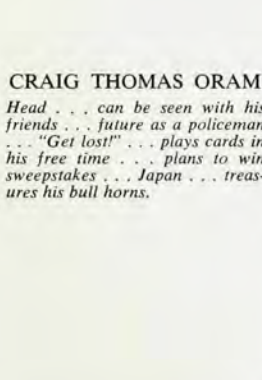 CRAIG THOMAS ORAM
Head . . . can be seen with his
friends . . . future as a policeman
. . . "Get lost!" . . . plays cards in
his free time . . . plans to win
sweepstakes . . . Japan . . . treas-
ures his bull horns.